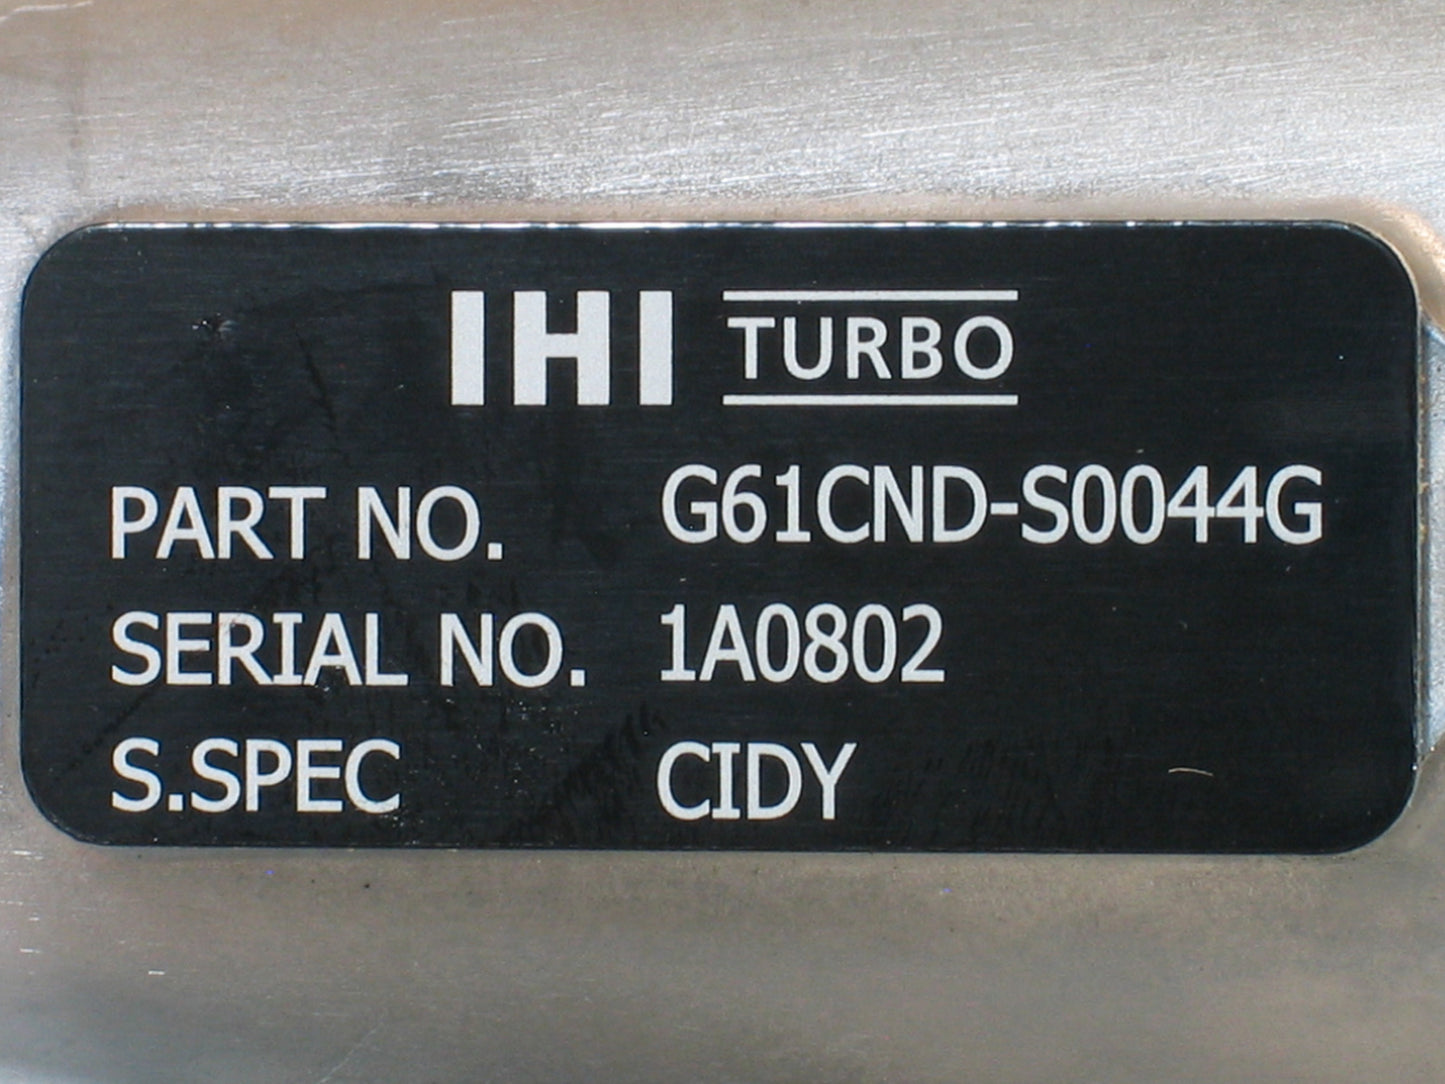 IHI TURBO
PART NO. G61CND-S0044G
SERIAL NO. 1A0802
S.SPEC CIDY